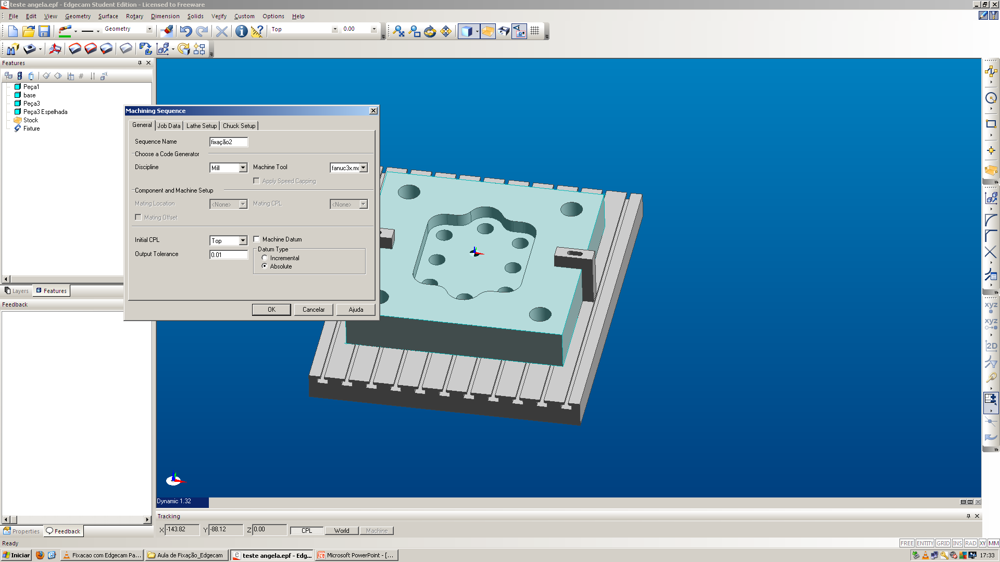 teste angela.epf - Edgecam Student Edition - Licensed to Freeware
File Edit View Geometry Surface Rotary Dimension Solids Verify Custom Options Help
Geometry Top 0.00
Features
Peça1
base
Peça3
Peça3 Espelhada
Stock
Fixture
Layers Features
Feedback
Properties Feedback
Machining Sequence
General Job Data Lathe Setup Chuck Setup
Sequence Name fixação2
Choose a Code Generator
Discipline Mill Machine Tool fanuc3x.mc
Apply Speed Capping
Component and Machine Setup
Mating Location <None> Mating CPL <None>
Mating Offset
Initial CPL Top Machine Datum
Datum Type
Output Tolerance 0.01 Incremental
Absolute
OK Cancelar Ajuda
xyz
xyz
2D
Dynamic 1.32
Tracking
X -143.82 Y -88.12 Z 0.00 CPL World Machine
Ready
FREE ENTITY GRID INS RAD XY MM
Iniciar Fixacao com Edgecam Pa... Aula de Fixação_Edgecam teste angela.epf - Edg... Microsoft PowerPoint - [... 17:33